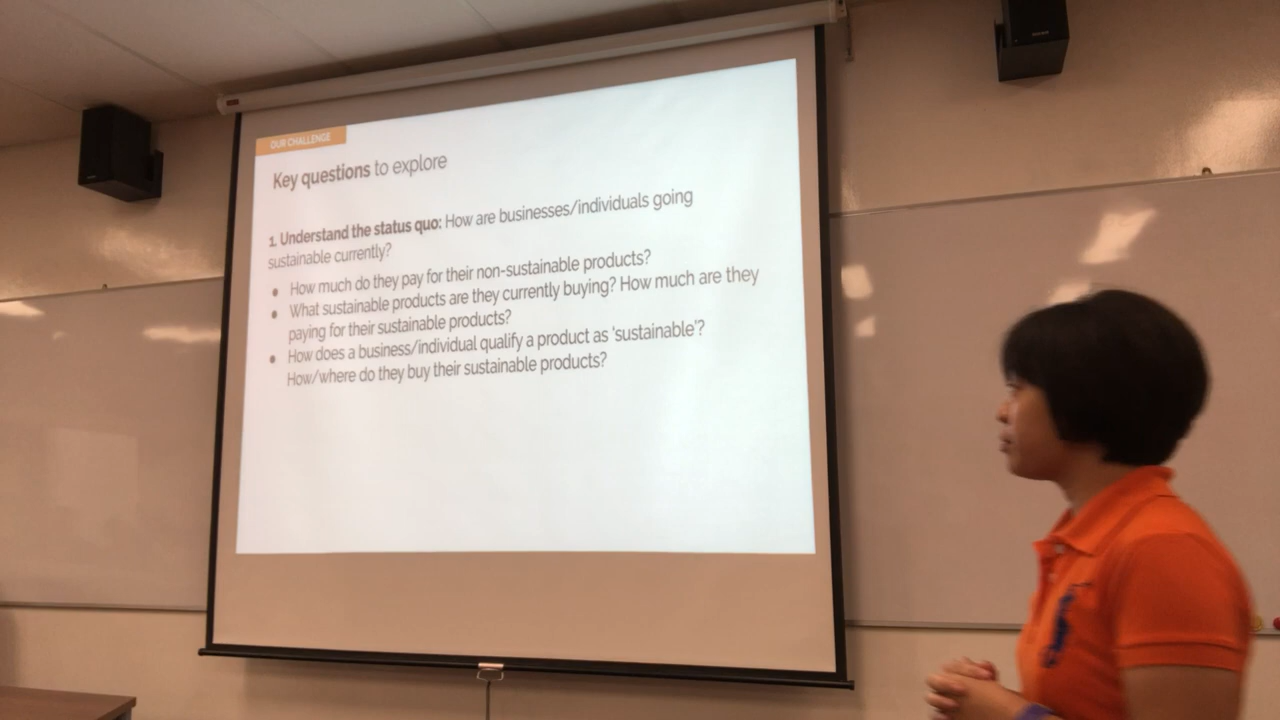 OUR CHALLENGE
Key questions to explore
1. Understand the status quo: How are businesses/individuals going
sustainable currently?
● How much do they pay for their non-sustainable products?
● What sustainable products are they currently buying? How much are they
paying for their sustainable products?
● How does a business/individual qualify a product as ‘sustainable’?
How/where do they buy their sustainable products?